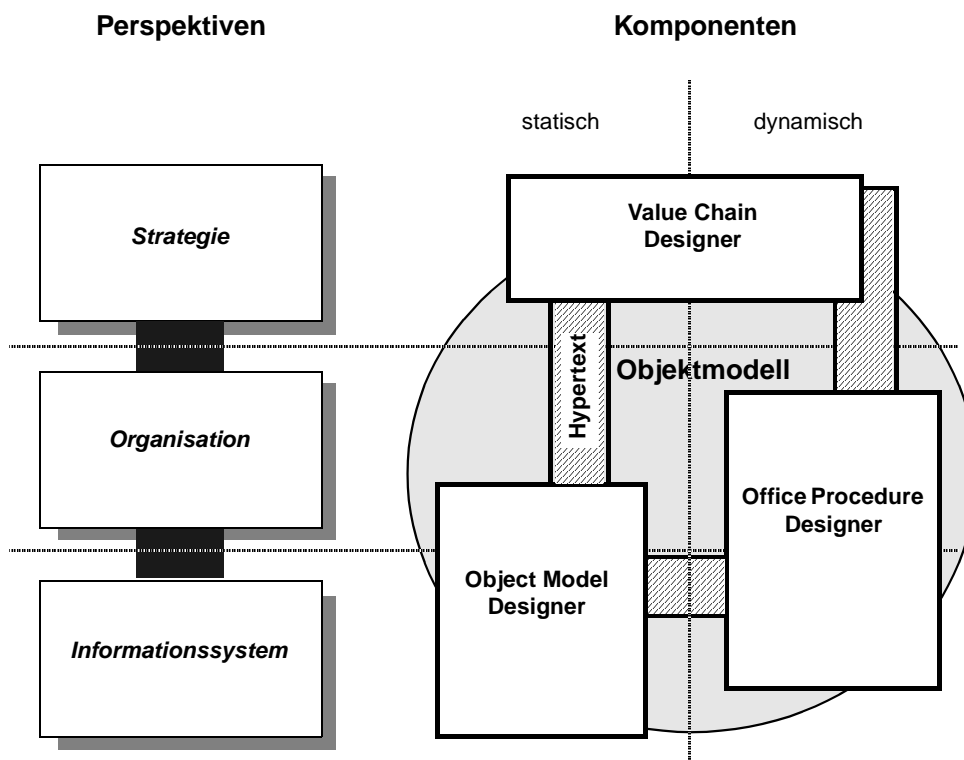 Perspektiven
Komponenten
statisch
dynamisch
Strategie
Value Chain
Designer
Hypertext
Objektmodell
Organisation
Office Procedure
Designer
Object Model
Designer
Informationssystem